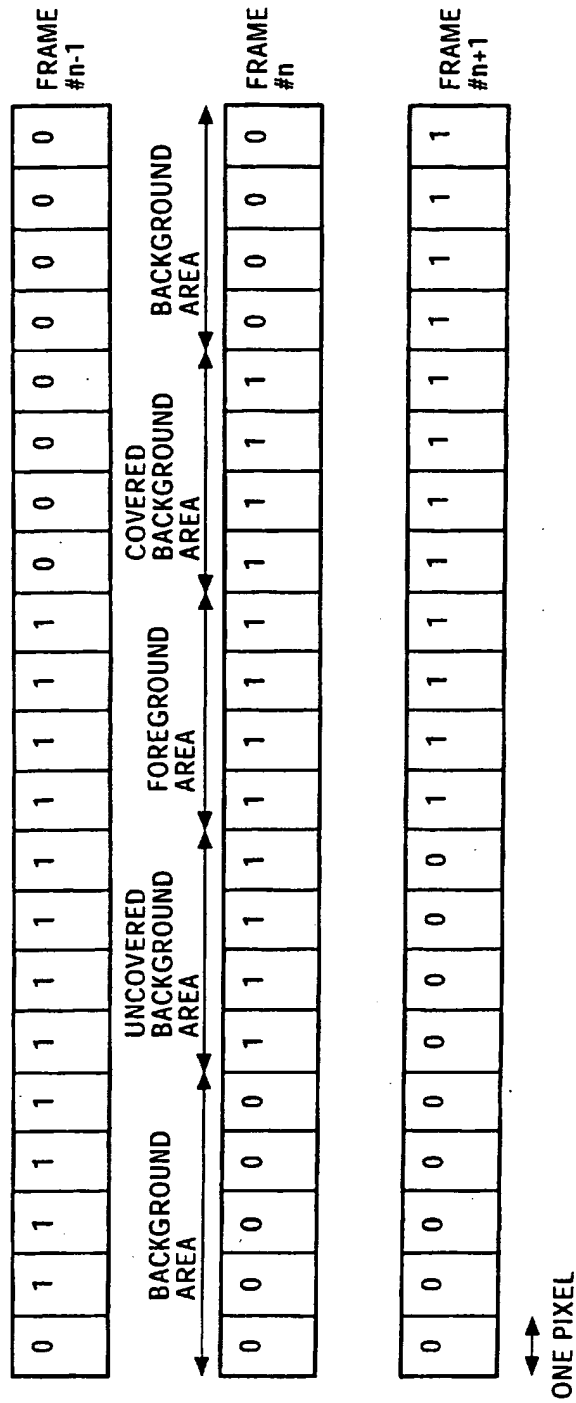 0 1 1 1 1 1 1 1 1 1 1 1 1 0 0 0 0 0 0 0 0
FRAME
#n-1
BACKGROUND
AREA
UNCOVERED
BACKGROUND
AREA
FOREGROUND
AREA
COVERED
BACKGROUND
AREA
BACKGROUND
AREA
0 0 0 0 0 1 1 1 1 1 1 1 1 1 1 1 1 0 0 0 0
FRAME
#n
0 0 0 0 0 0 0 0 0 1 1 1 1 1 1 1 1 1 1 1 1
FRAME
#n+1
ONE PIXEL